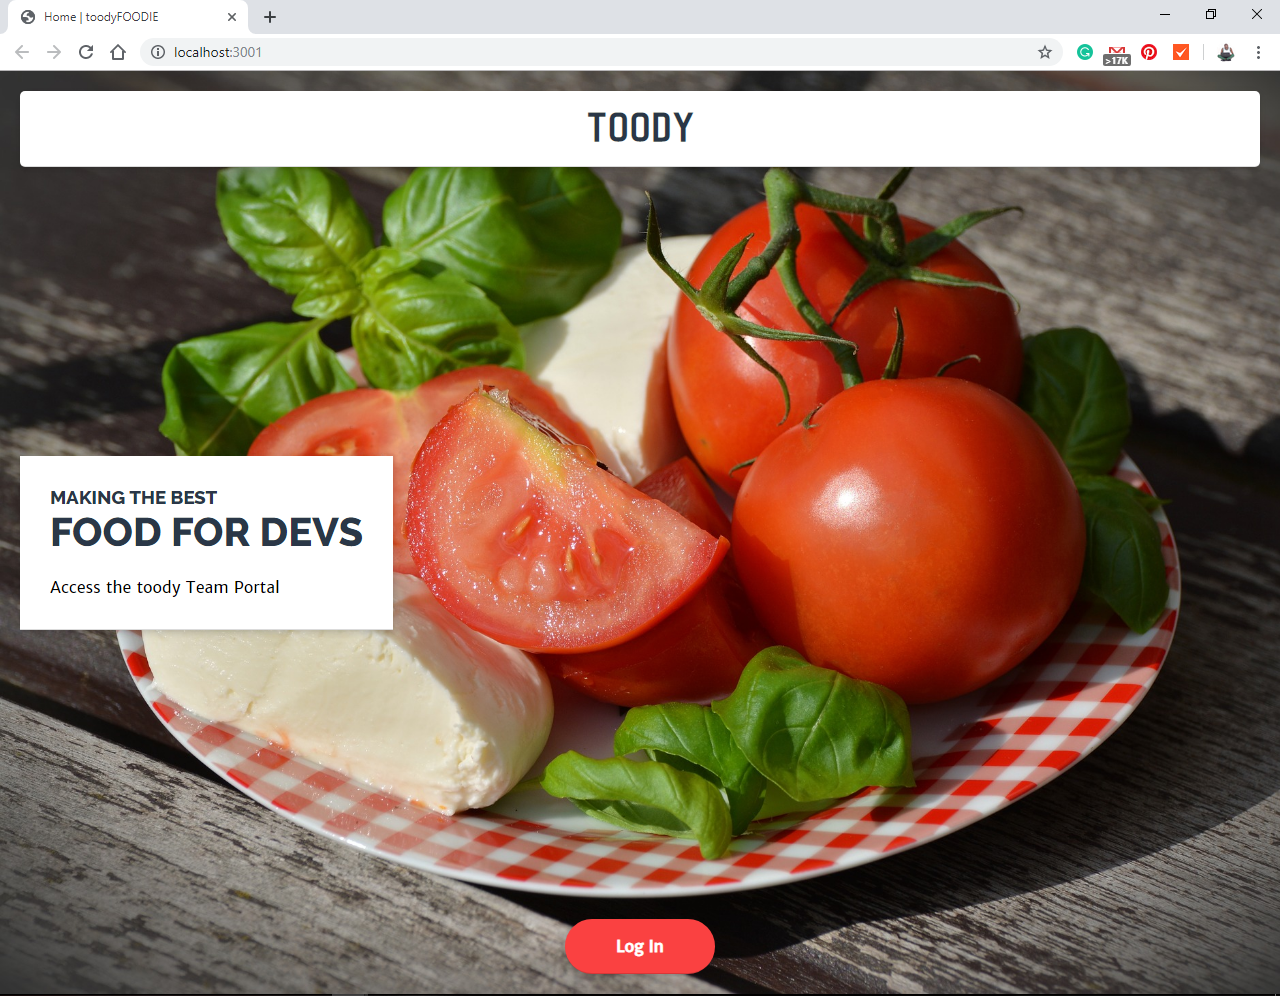 Home | toodyFOODIE
localhost:3001
>17K
TOODY
MAKING THE BEST
FOOD FOR DEVS
Access the toody Team Portal
Log In